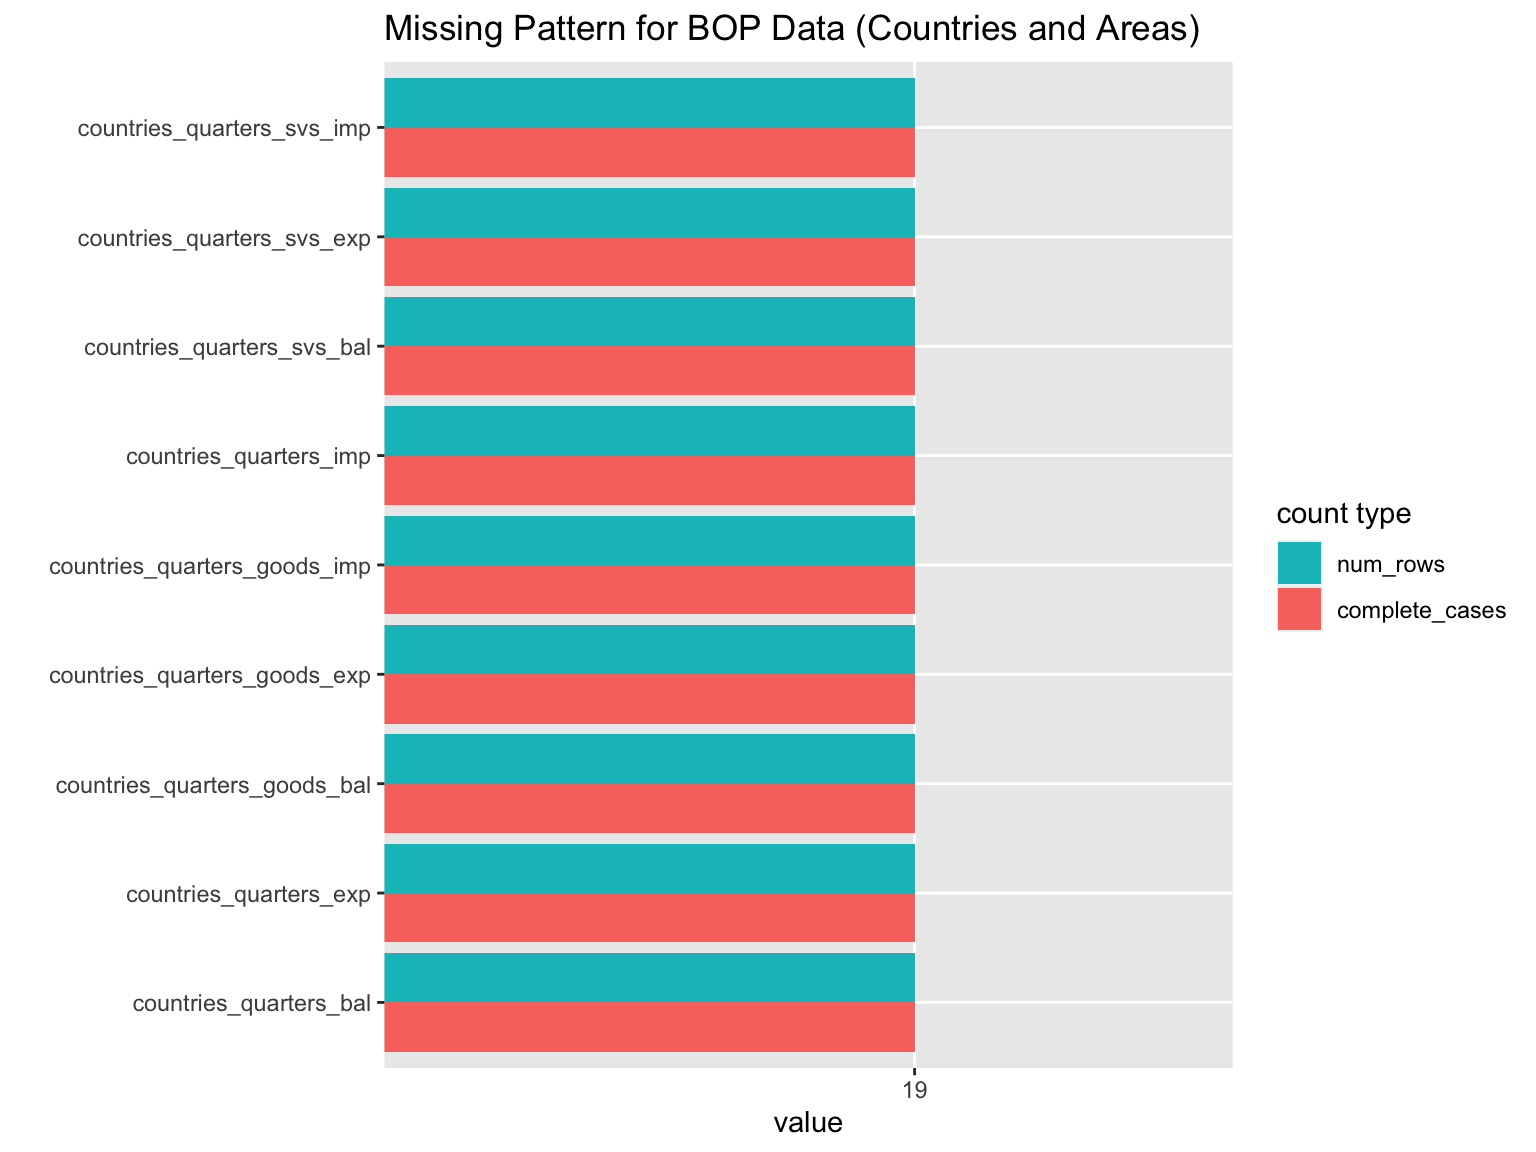 Missing Pattern for BOP Data (Countries and Areas)
countries_quarters_svs_imp
countries_quarters_svs_exp
countries_quarters_svs_bal
countries_quarters_imp
countries_quarters_goods_imp
countries_quarters_goods_exp
countries_quarters_goods_bal
countries_quarters_exp
countries_quarters_bal
19
value
count type
num_rows
complete_cases